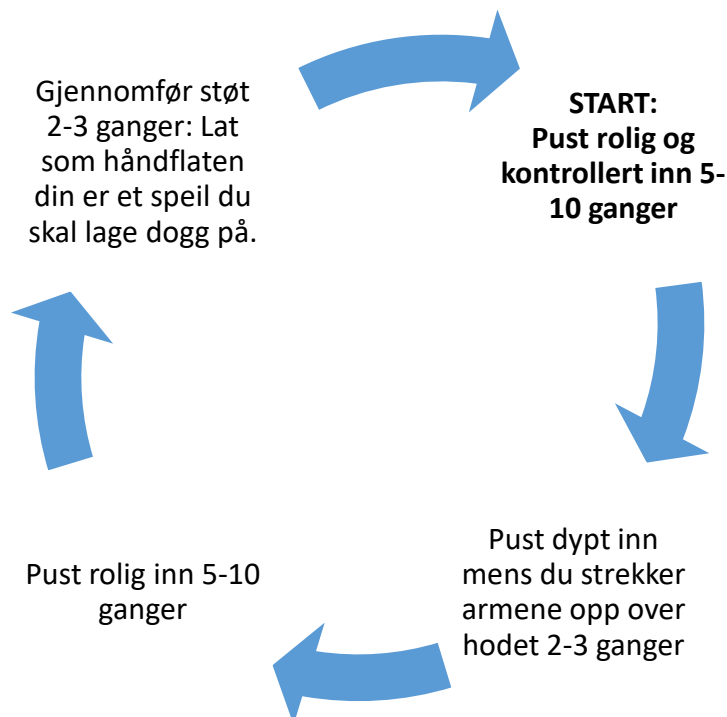 START:
Pust rolig og
kontrollert inn 5-
10 ganger
Pust dypt inn
mens du strekker
armene opp over
hodet 2-3 ganger
Pust rolig inn 5-10
ganger
Gjennomfør støt
2-3 ganger: Lat
som håndflaten
din er et speil du
skal lage dogg på.